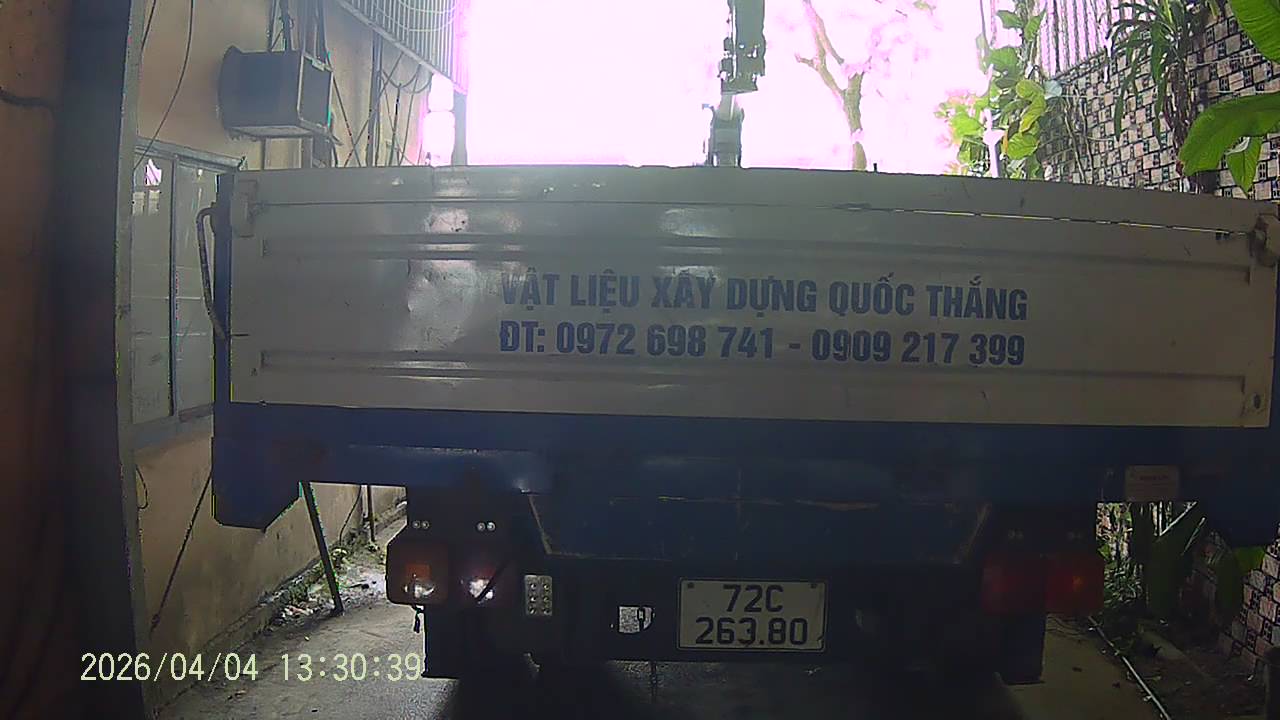 VẬT LIỆU XÂY DỰNG QUỐC THẮNG
ĐT: 0972 698 741 - 0909 217 399
72C
263.80
2026/04/04 13:30:39